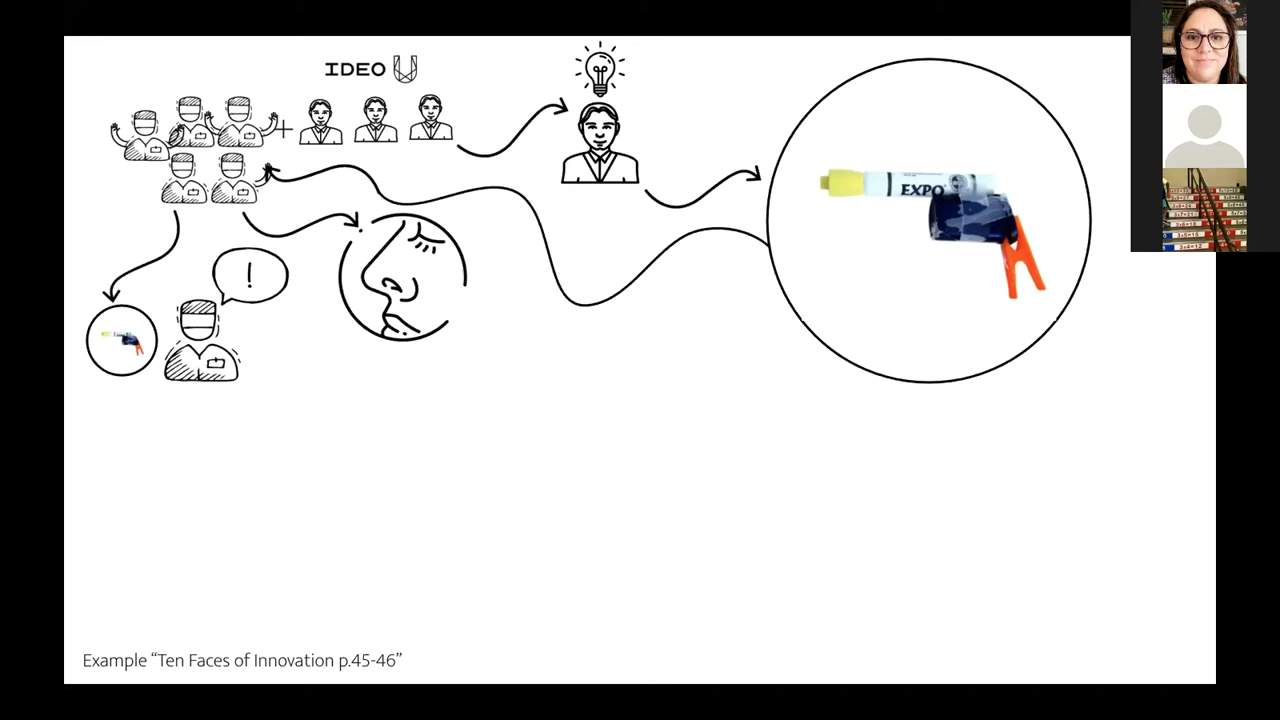 IDEO U
EXPO
!
Example “Ten Faces of Innovation p.45-46”